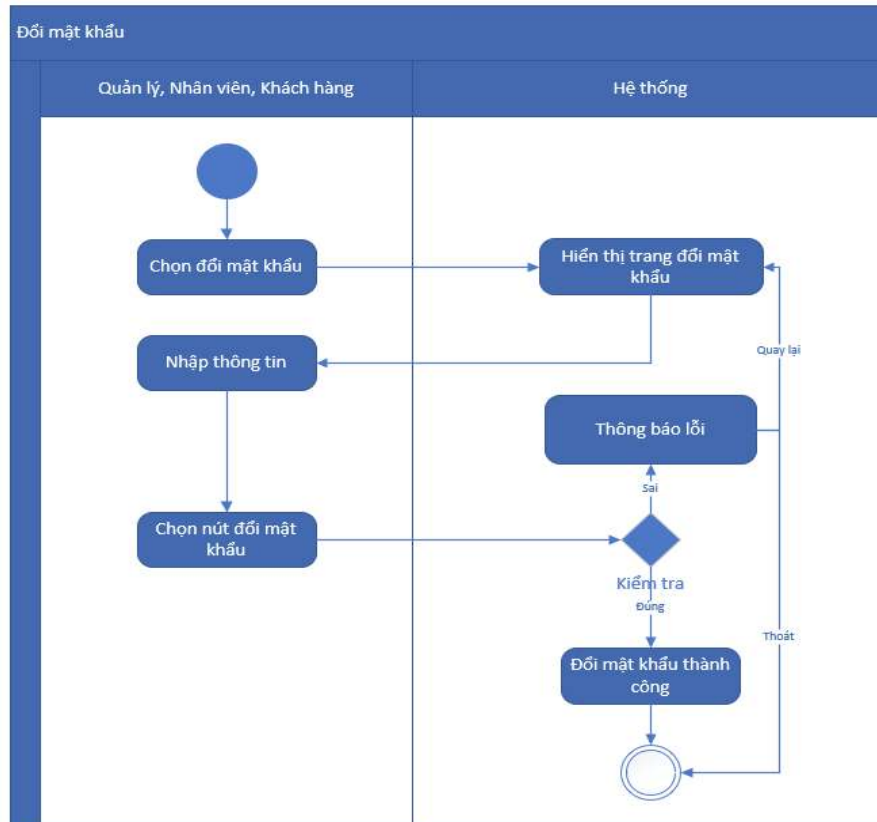 Đổi mật khẩu
Quản lý, Nhân viên, Khách hàng
Hệ thống
Chọn đổi mật khẩu
Hiển thị trang đổi mật
khẩu
Nhập thông tin
Quay lại
Thông báo lỗi
Sai
Chọn nút đổi mật
khẩu
Kiểm tra
Đúng
Thoát
Đổi mật khẩu thành
công